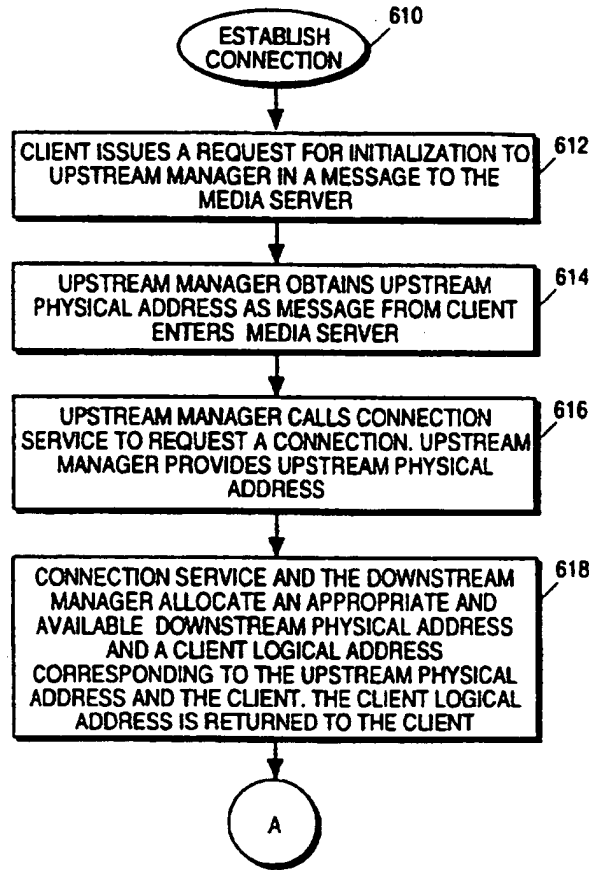 ESTABLISH
CONNECTION
610
CLIENT ISSUES A REQUEST FOR INITIALIZATION TO
UPSTREAM MANAGER IN A MESSAGE TO THE
MEDIA SERVER
612
UPSTREAM MANAGER OBTAINS UPSTREAM
PHYSICAL ADDRESS AS MESSAGE FROM CLIENT
ENTERS MEDIA SERVER
614
UPSTREAM MANAGER CALLS CONNECTION
SERVICE TO REQUEST A CONNECTION. UPSTREAM
MANAGER PROVIDES UPSTREAM PHYSICAL
ADDRESS
616
CONNECTION SERVICE AND THE DOWNSTREAM
MANAGER ALLOCATE AN APPROPRIATE AND
AVAILABLE DOWNSTREAM PHYSICAL ADDRESS
AND A CLIENT LOGICAL ADDRESS
CORRESPONDING TO THE UPSTREAM PHYSICAL
ADDRESS AND THE CLIENT. THE CLIENT LOGICAL
ADDRESS IS RETURNED TO THE CLIENT
618
A